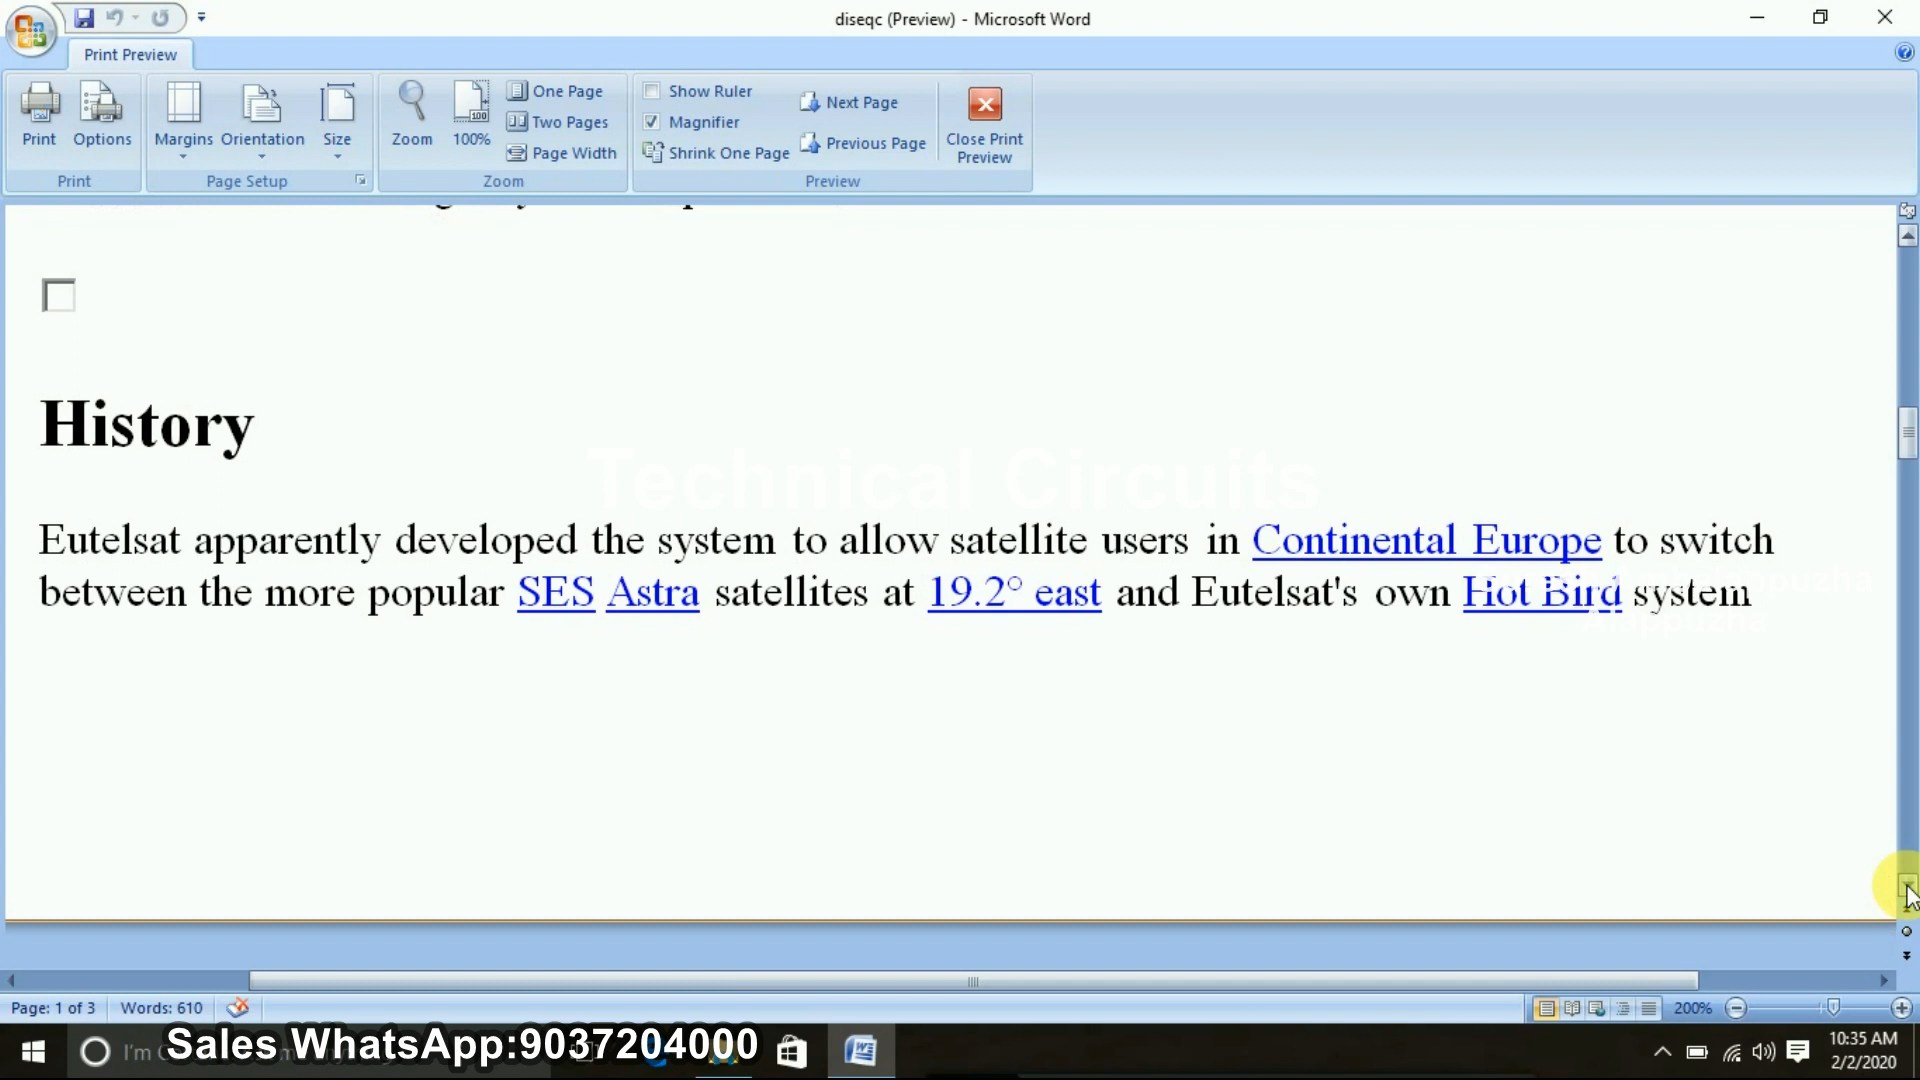 diseqc (Preview) - Microsoft Word
Print Preview
Print
Options
Margins
Orientation
Size
Zoom
100%
One Page
Two Pages
Page Width
Show Ruler
Magnifier
Shrink One Page
Next Page
Previous Page
Close Print
Preview
Print
Page Setup
Zoom
Preview
History
Technical Circuits
Eutelsat apparently developed the system to allow satellite users in Continental Europe to switch
between the more popular SES Astra satellites at 19.2° east and Eutelsat's own Hot Bird system
Alappuzha
Page: 1 of 3
Words: 610
200%
I'm
Sales WhatsApp:9037204000
10:35 AM
2/2/2020